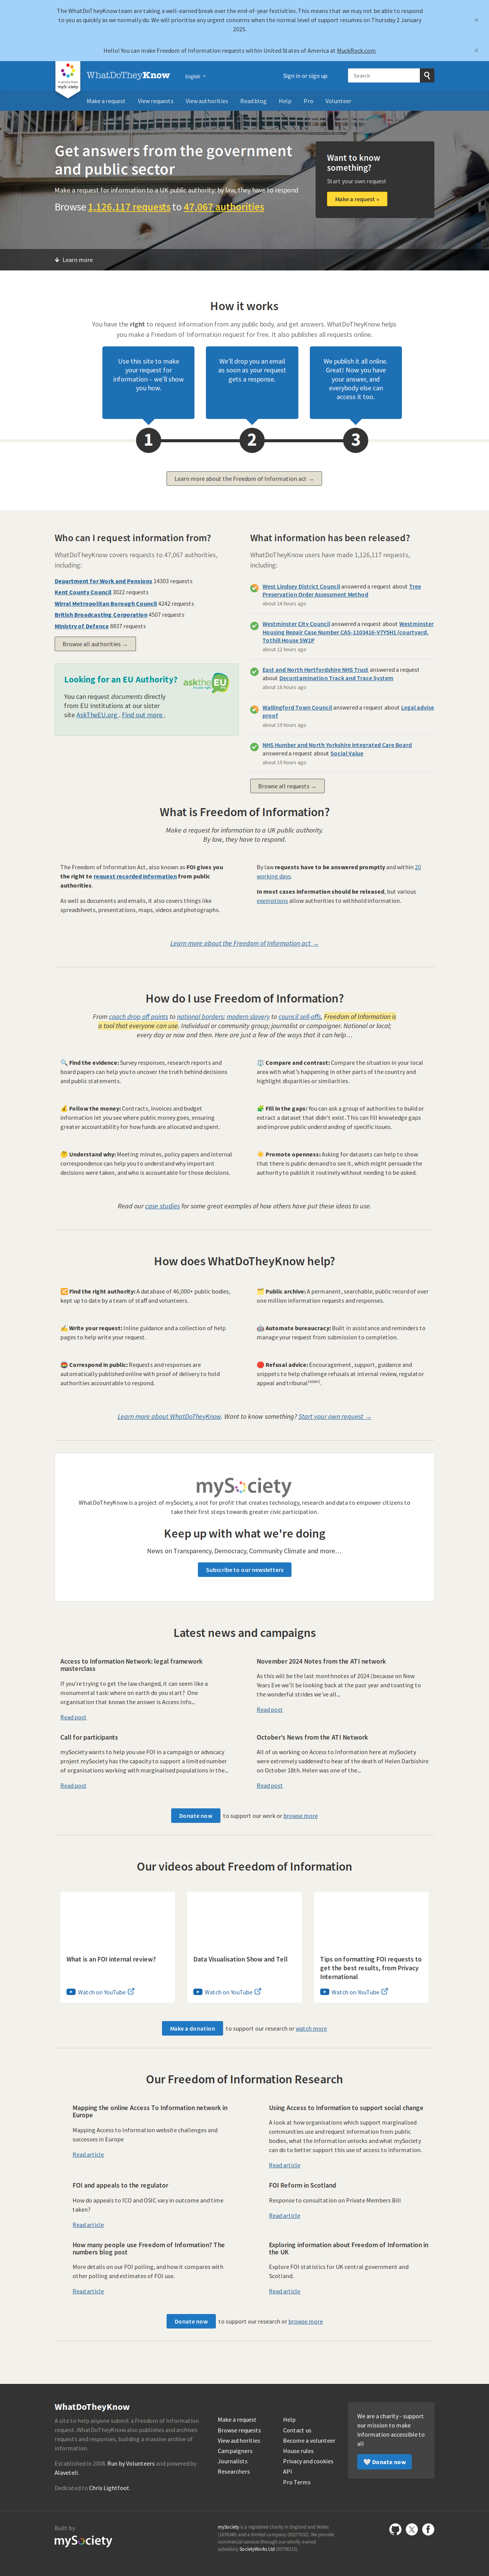 The WhatDoTheyKnow team are taking a well-earned break over the end-of-year festivities. This means that we may not be able to respond
to you as quickly as we normally do. We will prioritise any urgent concerns when the normal level of support resumes on Thursday 2 January
2025.
×
Hello! You can make Freedom of Information requests within United States of America at MuckRock.com
×
mySociety
WhatDoTheyKnow
English
Sign in or sign up
Search
Make a request View requests View authorities Read blog Help Pro Volunteer
Get answers from the government
and public sector
Make a request for information to a UK public authority: by law, they have to respond
Browse 1,126,117 requests to 47,067 authorities
Want to know
something?
Start your own request
Make a request »
Learn more
How it works
You have the right to request information from any public body, and get answers. WhatDoTheyKnow helps
you make a Freedom of Information request for free. It also publishes all requests online.
Use this site to make
your request for
information – we'll show
you how.
We'll drop you an email
as soon as your request
gets a response.
We publish it all online.
Great! Now you have
your answer, and
everybody else can
access it too.
1
2
3
Learn more about the Freedom of Information act →
Who can I request information from?
WhatDoTheyKnow covers requests to 47,067 authorities,
including:
Department for Work and Pensions 14303 requests
Kent County Council 3022 requests
Wirral Metropolitan Borough Council 4242 requests
British Broadcasting Corporation 4507 requests
Ministry of Defence 8837 requests
Browse all authorities →
Looking for an EU Authority?
You can request documents directly
from EU Institutions at our sister
site AskTheEU.org . Find out more .
asktheEU
What information has been released?
WhatDoTheyKnow users have made 1,126,117 requests,
including:
West Lindsey District Council answered a request about Tree
Preservation Order Assessment Method
about 14 hours ago
Westminster City Council answered a request about Westminster
Housing Repair Case Number CAS-1103416-V7Y5H1 (courtyard,
Tothill House SW1P
about 12 hours ago
East and North Hertfordshire NHS Trust answered a request
about Decontamination Track and Trace System
about 18 hours ago
Wallingford Town Council answered a request about Legal advise
proof
about 19 hours ago
NHS Humber and North Yorkshire Integrated Care Board
answered a request about Social Value
about 19 hours ago
Browse all requests →
What is Freedom of Information?
Make a request for information to a UK public authority.
By law, they have to respond.
The Freedom of Information Act, also known as FOI gives you
the right to request recorded information from public
authorities.
As well as documents and emails, it also covers things like
spreadsheets, presentations, maps, videos and photographs.
By law requests have to be answered promptly and within 20
working days.
In most cases information should be released, but various
exemptions allow authorities to withhold information.
Learn more about the Freedom of Information act →
How do I use Freedom of Information?
From coach drop off points to national borders; modern slavery to council sell-offs, Freedom of Information is
a tool that everyone can use. Individual or community group; journalist or campaigner. National or local;
every day or now and then. Here are just a few of the ways that it can help…
🔍 Find the evidence: Survey responses, research reports and
board papers can help you to uncover the truth behind decisions
and public statements.
⚖️ Compare and contrast: Compare the situation in your local
area with what's happening in other parts of the country and
highlight disparities or similarities.
💰 Follow the money: Contracts, invoices and budget
information let you see where public money goes, ensuring
greater accountability for how funds are allocated and spent.
🧩 Fill in the gaps: You can ask a group of authorities to build or
extract a dataset that didn't exist. This can fill knowledge gaps
and improve public understanding of specific issues.
🤔 Understand why: Meeting minutes, policy papers and internal
correspondence can help you to understand why important
decisions were taken, and who is accountable for those decisions.
☀️ Promote openness: Asking for datasets can help to show
that there is public demand to see it, which might persuade the
authority to publish it routinely without needing to be asked.
Read our case studies for some great examples of how others have put these ideas to use.
How does WhatDoTheyKnow help?
🔀 Find the right authority: A database of 46,000+ public bodies,
kept up to date by a team of staff and volunteers.
🗂️ Public archive: A permanent, searchable, public record of over
one million information requests and responses.
✍️ Write your request: Inline guidance and a collection of help
pages to help write your request.
🤖 Automate bureaucracy: Built in assistance and reminders to
manage your request from submission to completion.
Correspond in public: Requests and responses are
automatically published online with proof of delivery to hold
authorities accountable to respond.
🛑 Refusal advice: Encouragement, support, guidance and
snippets to help challenge refusals at internal review, regulator
appeal and tribunal[soon].
Learn more about WhatDoTheyKnow. Want to know something? Start your own request →
mySociety
WhatDoTheyKnow is a project of mySociety, a not for profit that creates technology, research and data to empower citizens to
take their first steps towards greater civic participation.
Keep up with what we're doing
News on Transparency, Democracy, Community Climate and more…
Subscribe to our newsletters
Latest news and campaigns
Access to Information Network: legal framework
masterclass
If you're trying to get the law changed, it can seem like a
monumental task: where on earth do you start? One
organisation that knows the answer is Access Info...
Read post
November 2024 Notes from the ATI network
As this will be the last monthnotes of 2024 (because on New
Years Eve we'll be looking back at the past year and toasting to
the wonderful strides we've all...
Read post
Call for participants
mySociety wants to help you use FOI in a campaign or advocacy
project mySociety has the capacity to support a limited number
of organisations working with marginalised populations in the...
Read post
October's News from the ATI Network
All of us working on Access to Information here at mySociety
were extremely saddened to hear of the death of Helen Darbishire
on October 18th. Helen was one of the...
Read post
Donate now to support our work or browse more
Our videos about Freedom of Information
What is an FOI internal review?
Watch on YouTube
Data Visualisation Show and Tell
Watch on YouTube
Tips on formatting FOI requests to
get the best results, from Privacy
International
Watch on YouTube
Make a donation to support our research or watch more
Our Freedom of Information Research
Mapping the online Access To Information network in
Europe
Mapping Access to Information website challenges and
successes in Europe
Read article
Using Access to Information to support social change
A look at how organisations which support marginalised
communities use and request information from public
bodies, what the information unlocks and what mySociety
can do to better support this use of access to information.
Read article
FOI and appeals to the regulator
How do appeals to ICO and OSIC vary in outcome and time
taken?
Read article
FOI Reform in Scotland
Response to consultation on Private Members Bill
Read article
How many people use Freedom of Information? The
numbers blog post
More details on our FOI polling, and how it compares with
other polling and estimates of FOI use.
Read article
Exploring information about Freedom of Information in
the UK
Explore FOI statistics for UK central government and
Scotland.
Read article
Donate now to support our research or browse more
WhatDoTheyKnow
A site to help anyone submit a Freedom of Information
request. WhatDoTheyKnow also publishes and archives
requests and responses, building a massive archive of
information.
Established in 2008. Run by Volunteers and powered by
Alaveteli.
Dedicated to Chris Lightfoot.
Make a request
Browse requests
View authorities
Campaigners
Journalists
Researchers
Help
Contact us
Become a volunteer
House rules
Privacy and cookies
API
Pro Terms
We are a charity - support
our mission to make
information accessible to
all
🤍 Donate now
Built by
mySociety
mySociety is a registered charity in England and Wales
(1076346) and a limited company (03277032). We provide
commercial services through our wholly owned
subsidiary SocietyWorks Ltd (05798215).